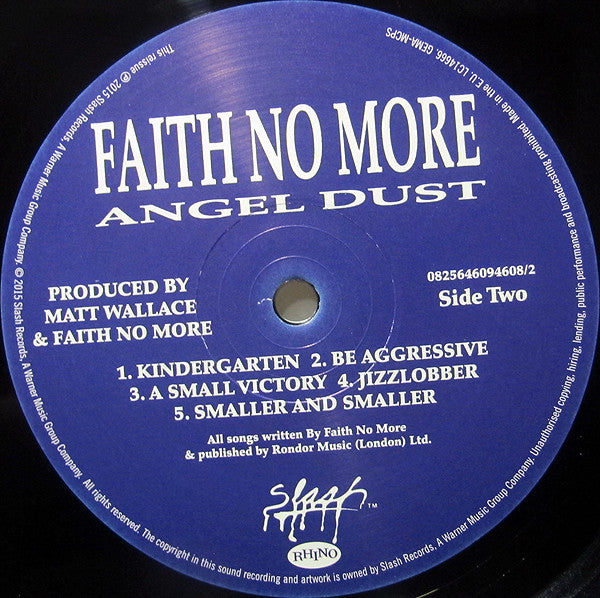 FAITH NO MORE
ANGEL DUST
PRODUCED BY
MATT WALLACE
& FAITH NO MORE
0825646094608/2
Side Two
1. KINDERGARTEN 2. BE AGGRESSIVE
3. A SMALL VICTORY 4. JIZZLOBBER
5. SMALLER AND SMALLER
All songs written By Faith No More
& published by Rondor Music (London) Ltd.
slash ™
RHINO
This reissue ℗ 2015 Slash Records, A Warner Music Group Company. © 2015 Slash Records, A Warner Music Group Company. All rights reserved. The copyright in this sound recording and artwork is owned by Slash Records, A Warner Music Group Company. Unauthorised copying, hiring, lending, public performance and broadcasting prohibited. Made in the E.U. LC14666. GEMA-MCPS